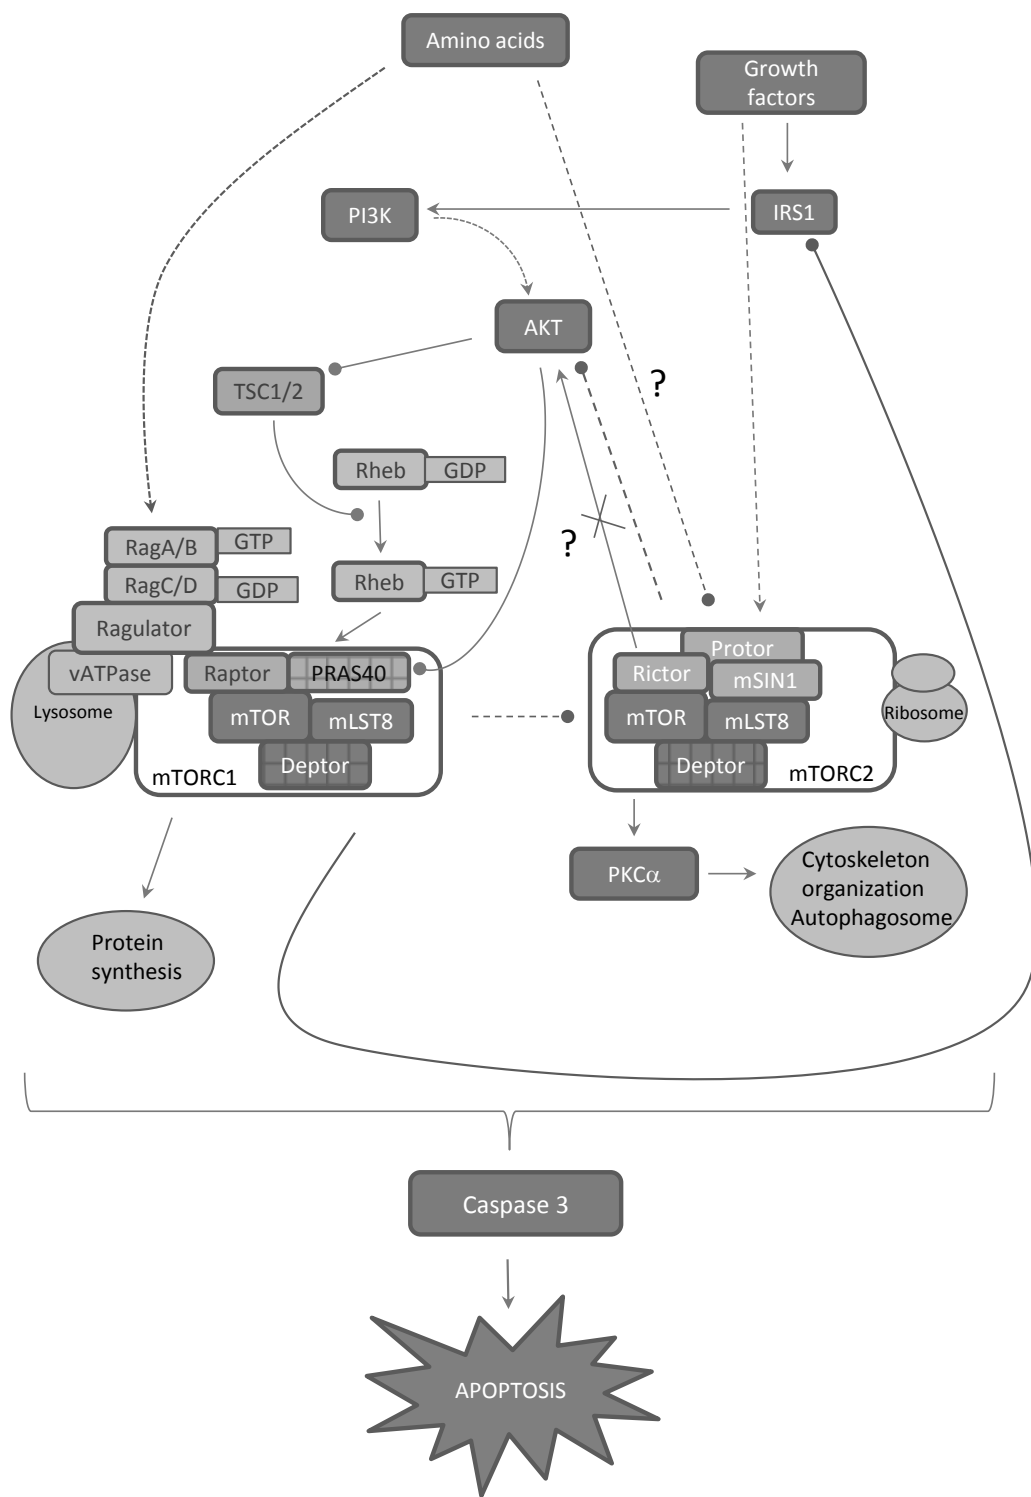 Amino acids
Growth
factors
PI3K
IRS1
AKT
?
TSC1/2
Rheb
GDP
?
RagA/B
GTP
RagC/D
GDP
Rheb
GTP
Ragulator
vATPase
Lysosome
Raptor
PRAS40
mTOR
mLST8
Deptor
mTORC1
Protor
Rictor
mSIN1
mTOR
mLST8
Deptor
mTORC2
Ribosome
PKCα
Cytoskeleton
organization
Autophagosome
Protein
synthesis
Caspase 3
APOPTOSIS